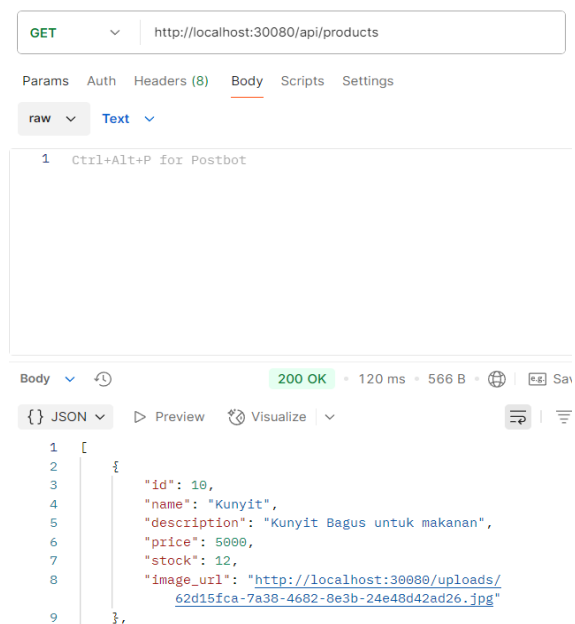 GET http://localhost:30080/api/products
Params Auth Headers (8) Body Scripts Settings
raw Text
1 Ctrl+Alt+P for Postbot
Body 200 OK • 120 ms • 566 B • e.g. Sav
{} JSON Preview Visualize
1 [
2 {
3 "id": 10,
4 "name": "Kunyit",
5 "description": "Kunyit Bagus untuk makanan",
6 "price": 5000,
7 "stock": 12,
8 "image_url": "http://localhost:30080/uploads/
62d15fca-7a38-4682-8e3b-24e48d42ad26.jpg"
9 },